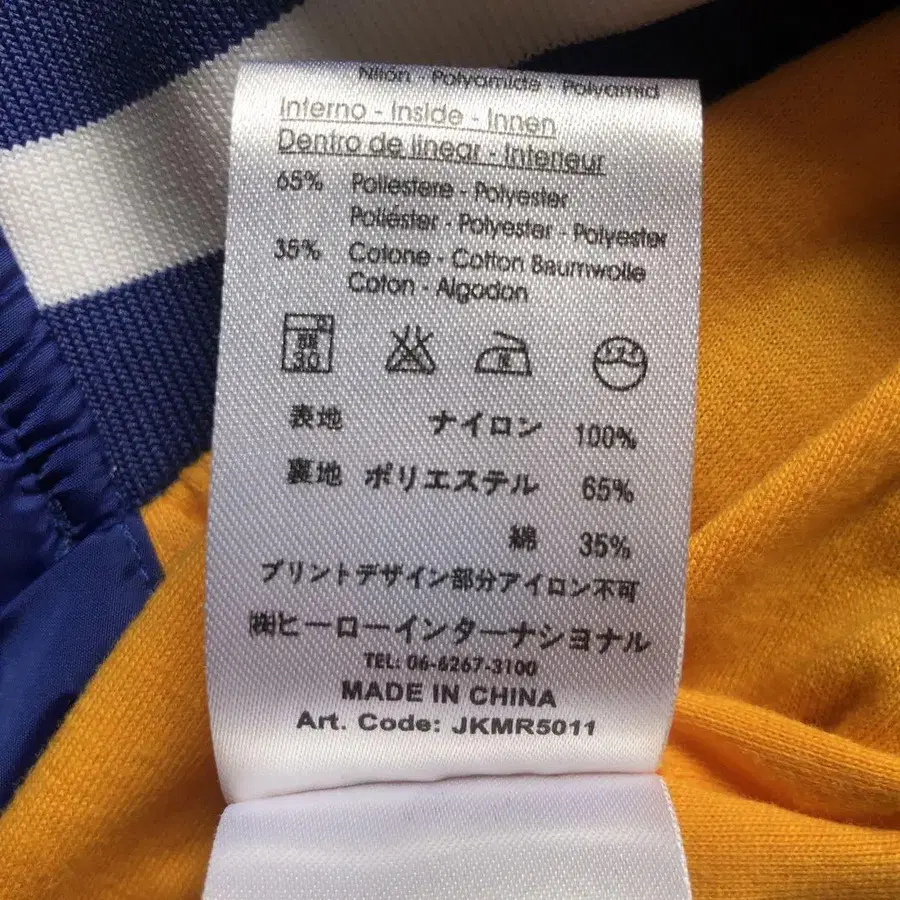 Nilon - Polyamide - Polyamid
Interno - Inside - Innen
Dentro de linear - Interieur
65% Poliestere - Polyester
Poliéster - Polyester - Polyester
35% Cotone - Cotton Baumwolle
Coton - Algodon
30
表地 ナイロン 100%
裏地 ポリエステル 65%
綿 35%
プリントデザイン部分アイロン不可
㈱ヒーローインターナショナル
TEL: 06-6267-3100
MADE IN CHINA
Art. Code: JKMR5011